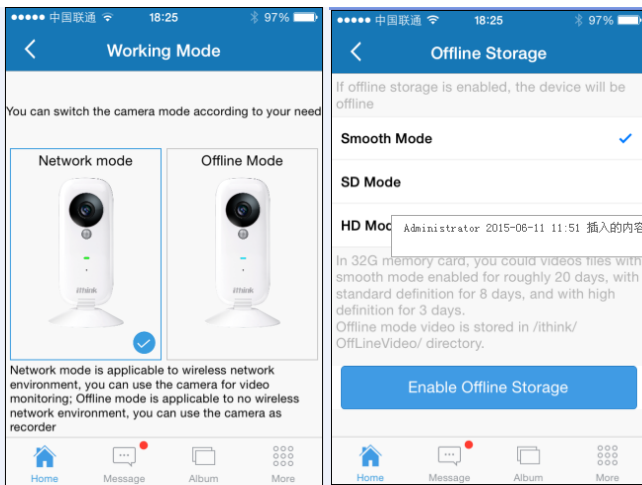 中国联通 18:25 97%
Working Mode
You can switch the camera mode according to your need
Network mode
Offline Mode
iThink
iThink
Network mode is applicable to wireless network
environment, you can use the camera for video
monitoring; Offline mode is applicable to no wireless
network environment, you can use the camera as
recorder
Home Message Album More
中国联通 18:25 97%
Offline Storage
If offline storage is enabled, the device will be
offline
Smooth Mode
SD Mode
HD Moc
Administrator 2015-06-11 11:51 插入的内容
In 32G memory card, you could videos files with
smooth mode enabled for roughly 20 days, with
standard definition for 8 days, and with high
definition for 3 days.
Offline mode video is stored in /ithink/
OffLineVideo/ directory.
Enable Offline Storage
Home Message Album More